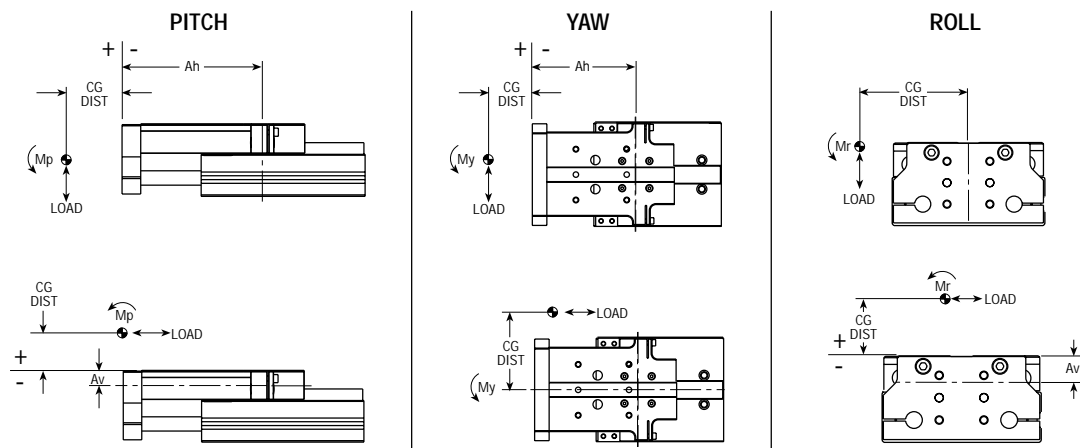 PITCH
+ -
Ah
CG
DIST
Mp
LOAD
CG
DIST
Mp
LOAD
+
-
Av
YAW
+ -
Ah
CG
DIST
My
LOAD
CG
DIST
LOAD
My
ROLL
CG
DIST
Mr
LOAD
Mr
CG
DIST
LOAD
+
-
Av